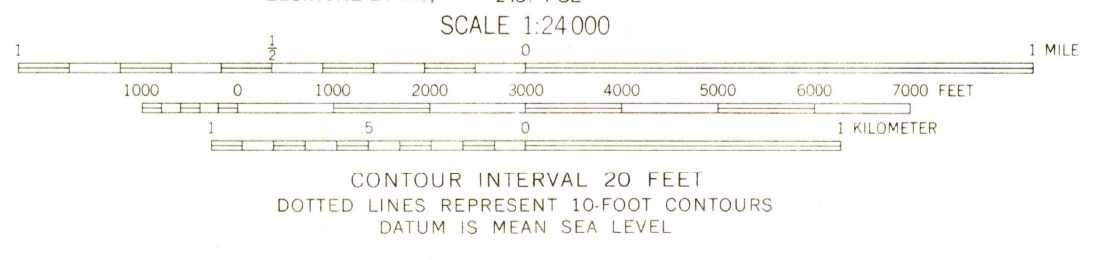 SCALE 1:24 000
1 ½ 0 1 MILE
1000 0 1000 2000 3000 4000 5000 6000 7000 FEET
1 .5 0 1 KILOMETER
CONTOUR INTERVAL 20 FEET
DOTTED LINES REPRESENT 10-FOOT CONTOURS
DATUM IS MEAN SEA LEVEL